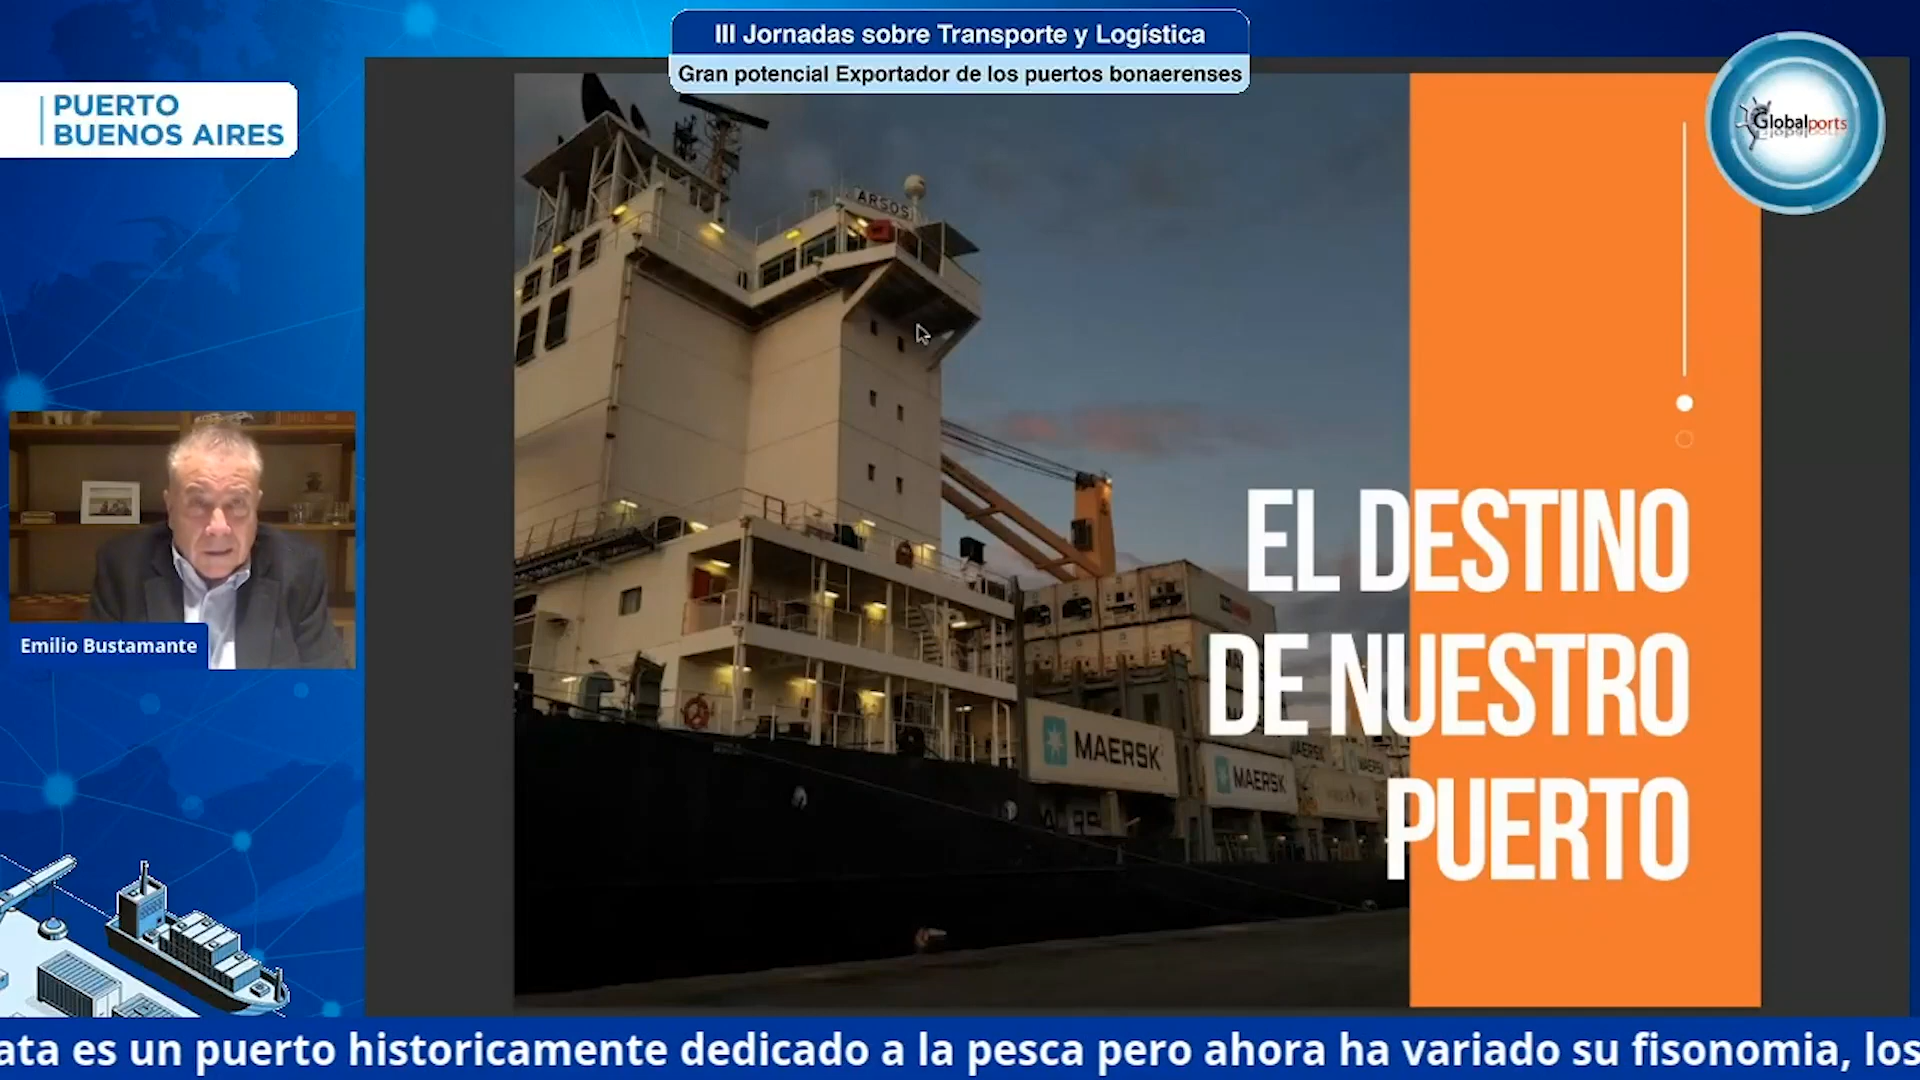 III Jornadas sobre Transporte y Logística
Gran potencial Exportador de los puertos bonaerenses
PUERTO
BUENOS AIRES
Globalports
ARSOS
EL DESTINO
DE NUESTRO
PUERTO
MAERSK
MAERSK
MAERSK
MAERSK
Emilio Bustamante
ata es un puerto historicamente dedicado a la pesca pero ahora ha variado su fisonomia, los